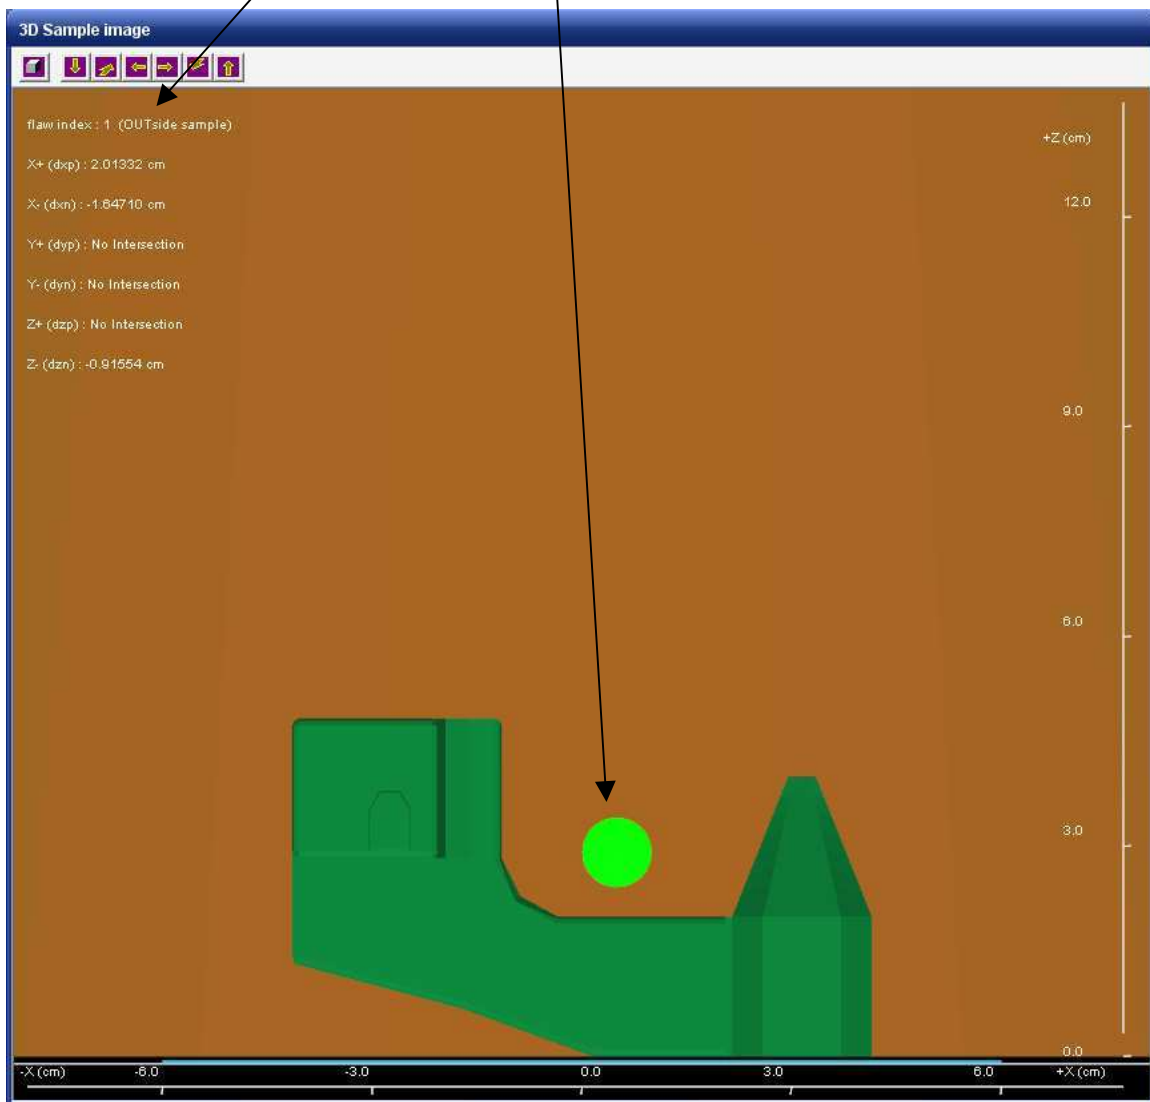 3D Sample image
flaw index : 1 (OUTside sample)
+Z (cm)
X+ (dxp) : 2.01332 cm
X- (dxn) : -1.64710 cm
12.0
Y+ (dyp) : No Intersection
Y- (dyn) : No Intersection
Z+ (dzp) : No Intersection
Z- (dzn) : -0.91554 cm
9.0
6.0
3.0
0.0
-X (cm) -6.0 -3.0 0.0 3.0 6.0 +X (cm)